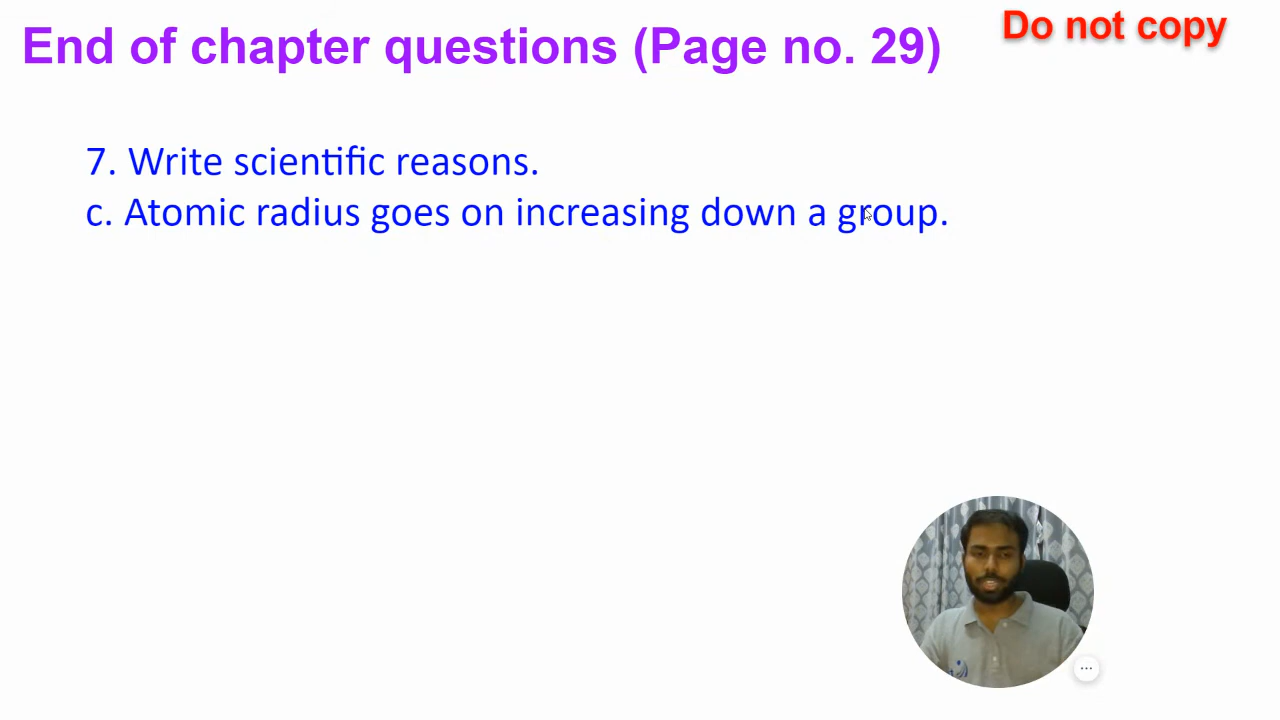 End of chapter questions (Page no. 29)
Do not copy
7. Write scientific reasons.
c. Atomic radius goes on increasing down a group.